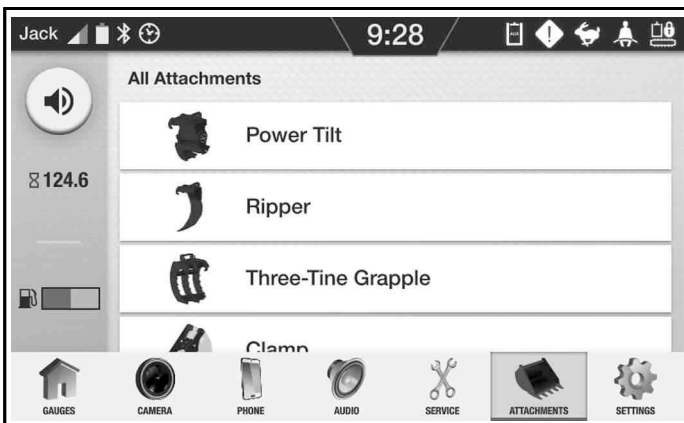 Jack
9:28
All Attachments
Power Tilt
124.6
Ripper
Three-Tine Grapple
Clamp
GAUGES
CAMERA
PHONE
AUDIO
SERVICE
ATTACHMENTS
SETTINGS